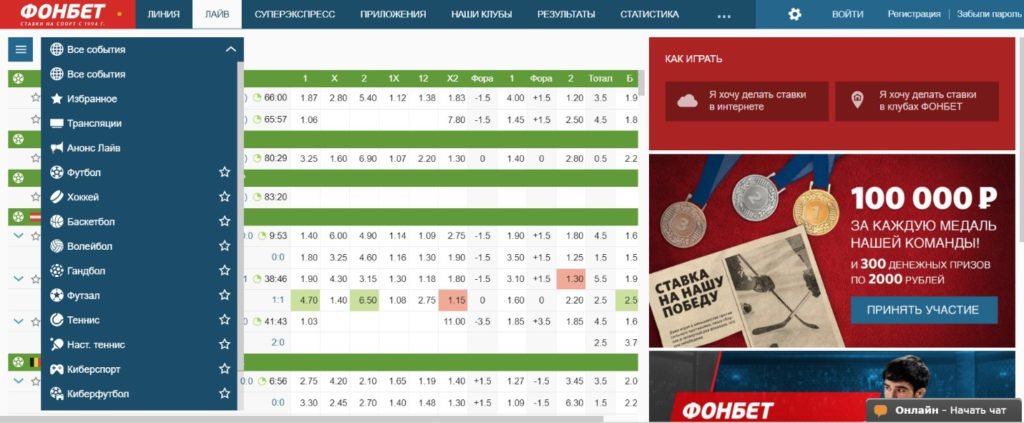 ФОНБЕТ
СТАВКИ НА СПОРТ С 1994 Г.
ЛИНИЯ ЛАЙВ СУПЕРЭКСПРЕСС ПРИЛОЖЕНИЯ НАШИ КЛУБЫ РЕЗУЛЬТАТЫ СТАТИСТИКА ... ВОЙТИ Регистрация Забыли пароль
Все события
Все события
Избранное
Трансляции
Анонс Лайв
Футбол
Хоккей
Баскетбол
Волейбол
Гандбол
Футзал
Теннис
Наст. теннис
Киберспорт
Киберфутбол
1 X 2 1X 12 X2 Фора 1 Фора 2 Тотал Б
66:00 1.87 2.80 5.40 1.12 1.38 1.83 -1.5 4.00 +1.5 1.20 3.5 1.9
65:57 1.06 7.80 -1.5 1.45 +1.5 2.50 4.5 1.8
80:29 3.25 1.60 6.90 1.07 2.20 1.30 0 1.40 0 2.80 0.5 2.2
83:20
0:0 9:53 1.40 6.00 4.90 1.14 1.09 2.75 -1.5 1.90 +1.5 1.80 4.5 1.6
0:0 1.80 3.25 4.60 1.16 1.30 1.90 -1.5 3.50 +1.5 1.25 1.5
38:46 1.90 4.30 3.15 1.30 1.18 1.80 -1.5 3.10 +1.5 1.30 5.5 1.9
1:1 4.70 1.40 6.50 1.08 2.75 1.15 0 1.60 0 2.20 2.5 2.5
41:43 1.03 11.00 -3.5 1.85 +3.5 1.85 4.5 1.6
2:0 2.5 3.7
0:0 6:56 2.75 4.20 2.10 1.65 1.19 1.40 +1.5 1.27 -1.5 3.45 2.5 2.0
0:0 3.30 2.45 2.70 1.40 1.48 1.30 +1.5 1.09 -1.5 6.30 1.5 2.2
КАК ИГРАТЬ
Я хочу делать ставки
в интернете
Я хочу делать ставки
в клубах ФОНБЕТ
3 2 1
100 000 ₽
ЗА КАЖДУЮ МЕДАЛЬ
НАШЕЙ КОМАНДЫ!
И 300 ДЕНЕЖНЫХ ПРИЗОВ
ПО 2000 РУБЛЕЙ
ПРИНЯТЬ УЧАСТИЕ
СТАВКА
НА НАШУ
ПОБЕДУ
ФОНБЕТ
Онлайн - Начать чат